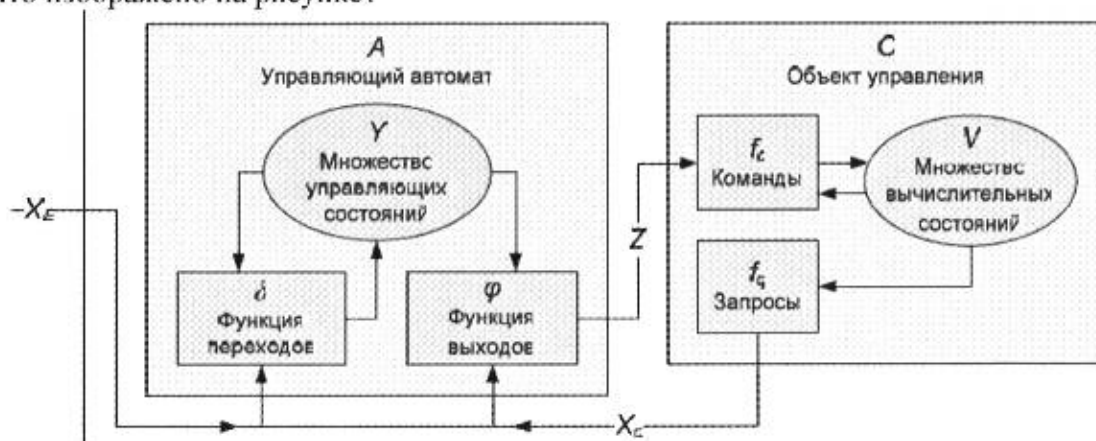 изображено на рисунке?
A
Управляющий автомат
Y
Множество
управляющих
состояний
δ
Функция
переходов
φ
Функция
выходов
X_E
Z
C
Объект управления
f_c
Команды
V
Множество
вычислительных
состояний
f_q
Запросы
X_c